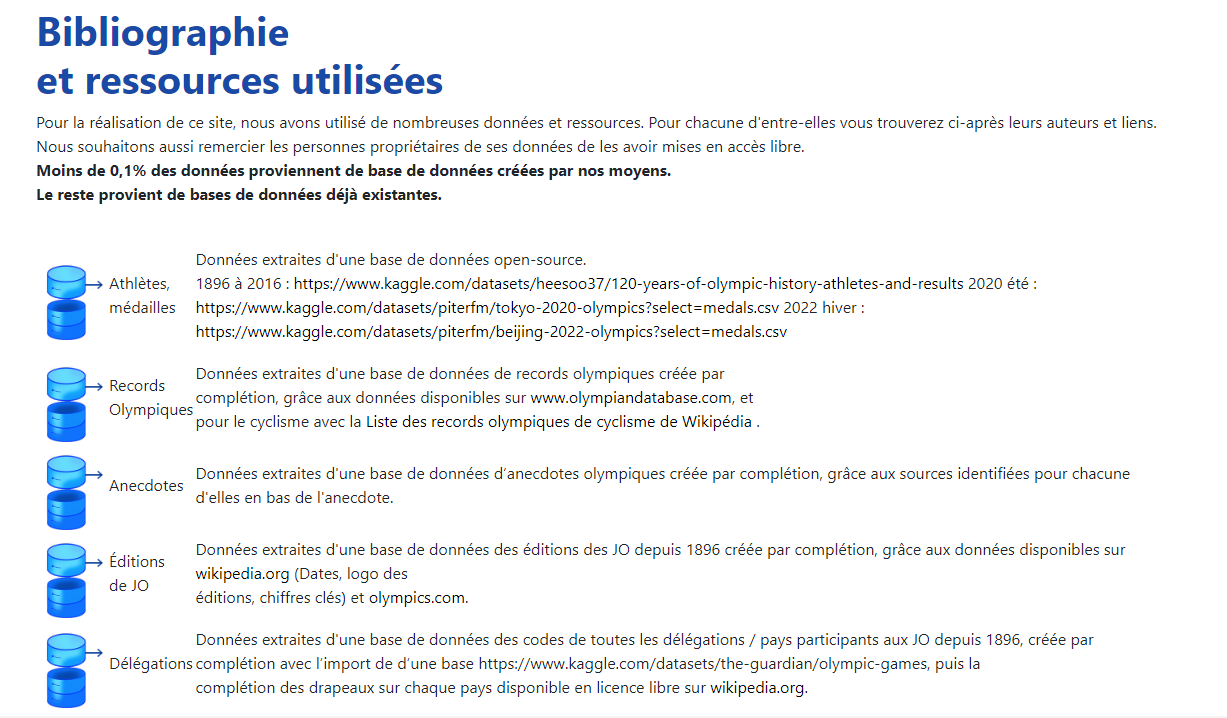 Bibliographie
et ressources utilisées
Pour la réalisation de ce site, nous avons utilisé de nombreuses données et ressources. Pour chacune d'entre-elles vous trouverez ci-après leurs auteurs et liens.
Nous souhaitons aussi remercier les personnes propriétaires de ses données de les avoir mises en accès libre.
Moins de 0,1% des données proviennent de base de données créées par nos moyens.
Le reste provient de bases de données déjà existantes.
Athlètes,
médailles
Données extraites d'une base de données open-source.
1896 à 2016 : https://www.kaggle.com/datasets/heesoo37/120-years-of-olympic-history-athletes-and-results 2020 été :
https://www.kaggle.com/datasets/piterfm/tokyo-2020-olympics?select=medals.csv 2022 hiver :
https://www.kaggle.com/datasets/piterfm/beijing-2022-olympics?select=medals.csv
Records
Olympiques
Données extraites d'une base de données de records olympiques créée par
complétion, grâce aux données disponibles sur www.olympiandatabase.com, et
pour le cyclisme avec la Liste des records olympiques de cyclisme de Wikipédia .
Anecdotes
Données extraites d'une base de données d’anecdotes olympiques créée par complétion, grâce aux sources identifiées pour chacune
d'elles en bas de l'anecdote.
Éditions
de JO
Données extraites d'une base de données des éditions des JO depuis 1896 créée par complétion, grâce aux données disponibles sur
wikipedia.org (Dates, logo des
éditions, chiffres clés) et olympics.com.
Délégations
Données extraites d'une base de données des codes de toutes les délégations / pays participants aux JO depuis 1896, créée par
complétion avec l’import de d’une base https://www.kaggle.com/datasets/the-guardian/olympic-games, puis la
complétion des drapeaux sur chaque pays disponible en licence libre sur wikipedia.org.